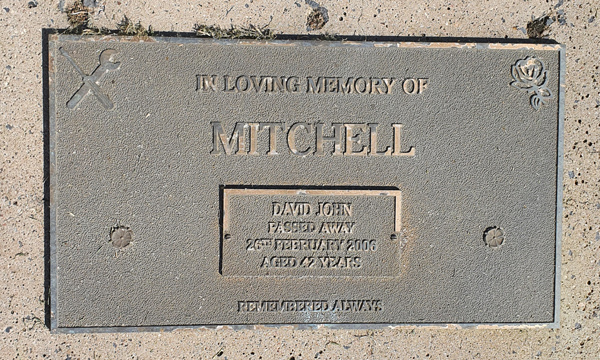 IN LOVING MEMORY OF
MITCHELL
DAVID JOHN
PASSED AWAY
26TH FEBRUARY 2006
AGED 42 YEARS
REMEMBERED ALWAYS